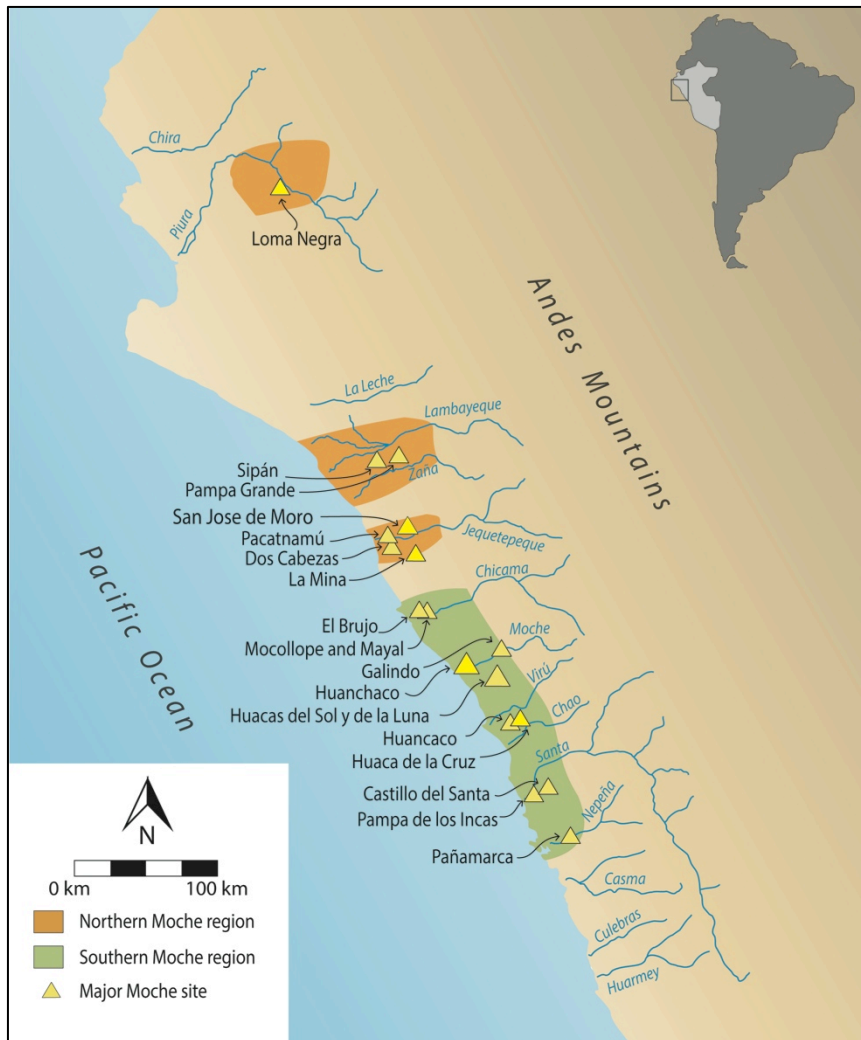 Chira
Piura
Loma Negra
Andes Mountains
La Leche
Lambayeque
Sipán
Zaña
Pampa Grande
San Jose de Moro
Pacatnamú
Jequetepeque
Dos Cabezas
La Mina
Chicama
Pacific Ocean
El Brujo
Moche
Mocollope and Mayal
Galindo
Huanchaco
Virú
Huacas del Sol y de la Luna
Chao
Huancaco
Huaca de la Cruz
Santa
Castillo del Santa
Pampa de los Incas
Nepeña
Pañamarca
Casma
Culebras
Huarmey
N
0 km 100 km
Northern Moche region
Southern Moche region
Major Moche site